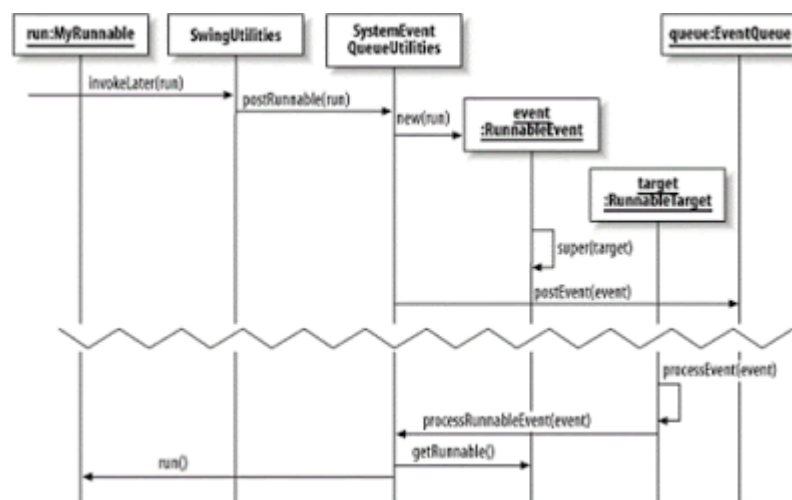 run:MyRunnable
SwingUtilities
SystemEvent
QueueUtilities
queue:EventQueue
invokeLater(run)
postRunnable(run)
new(run)
event
:RunnableEvent
target
:RunnableTarget
super(target)
postEvent(event)
processEvent(event)
processRunnableEvent(event)
getRunnable()
run()